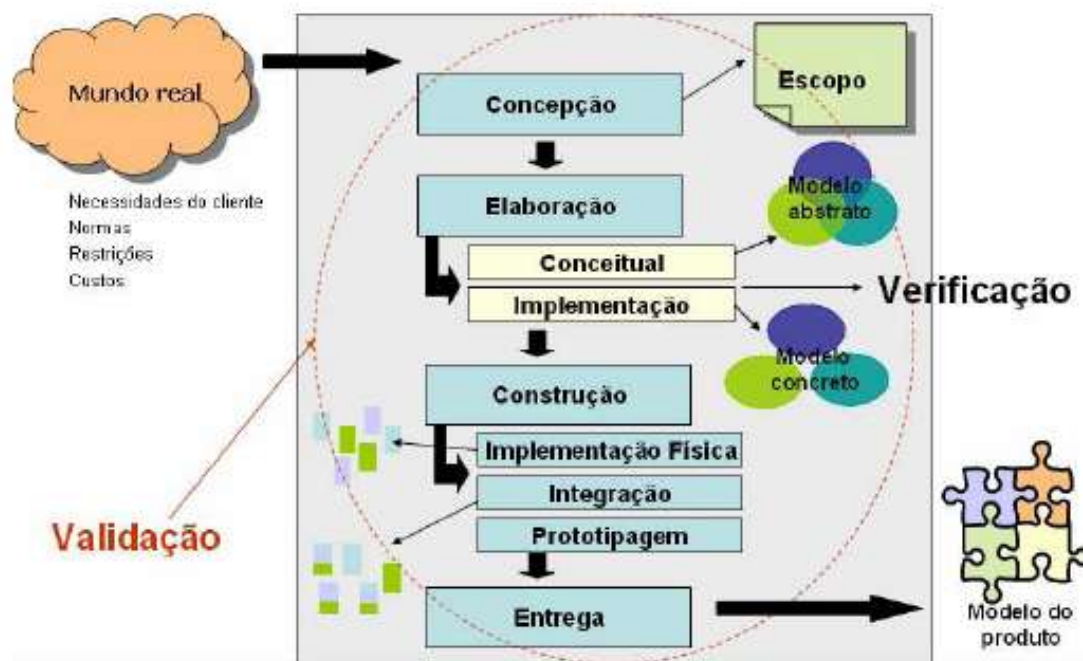 Mundo real
Necessidades do cliente
Normas
Restrições
Custos
Concepção
Escopo
Elaboração
Modelo
abstrato
Conceitual
Implementação
Verificação
Modelo
concreto
Construção
Implementação Física
Integração
Prototipagem
Validação
Entrega
Modelo do
produto